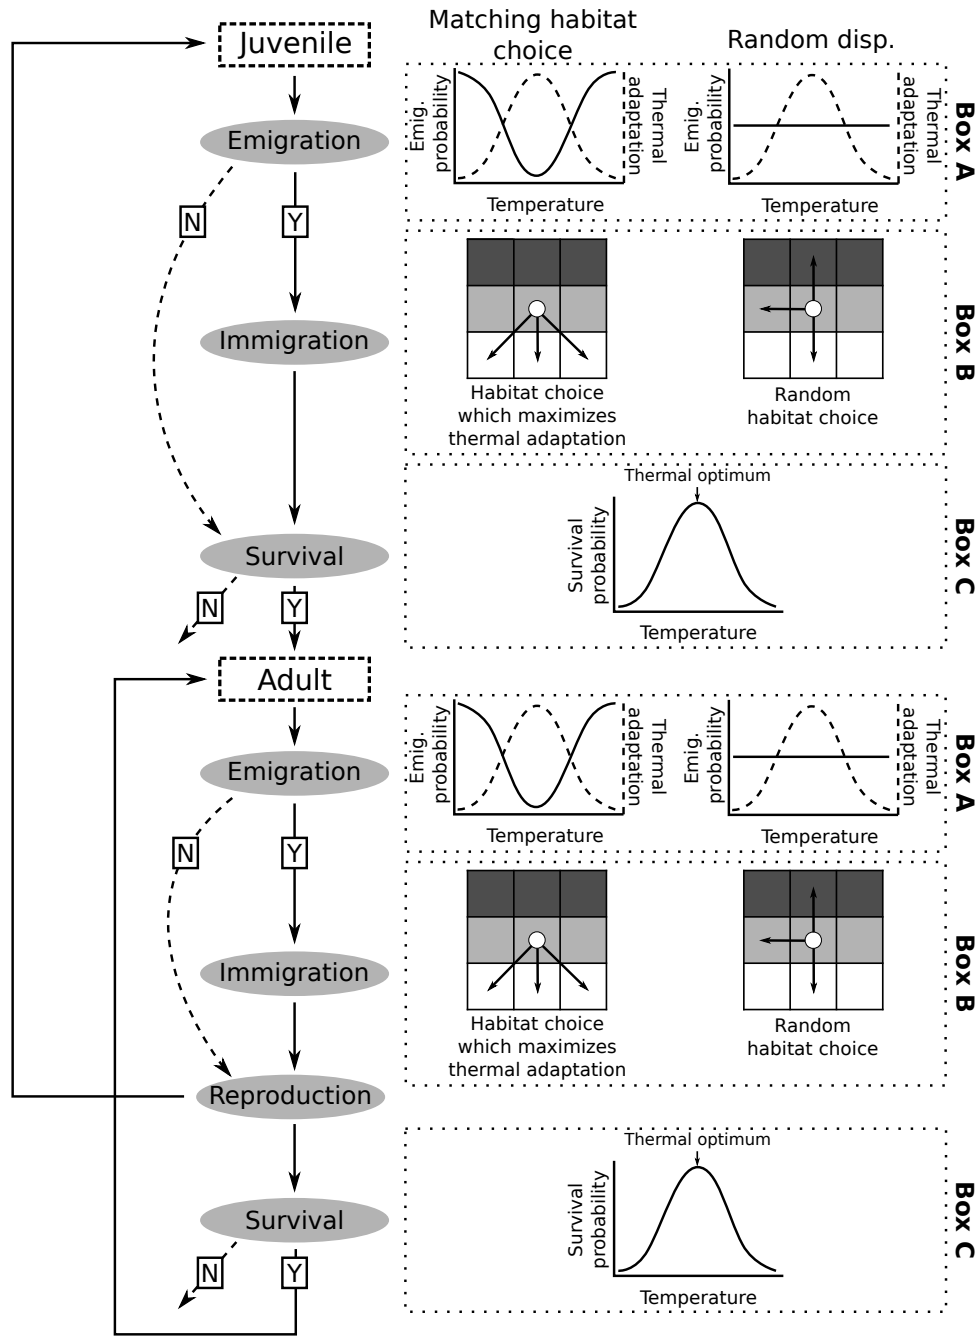 Matching habitat
choice
Random disp.
Juvenile
Emigration
N
Y
Immigration
Survival
N
Y
Emig.
probability
Thermal
adaptation
Temperature
Emig.
probability
Thermal
adaptation
Temperature
Box A
Habitat choice
which maximizes
thermal adaptation
Random
habitat choice
Box B
Thermal optimum
Survival
probability
Temperature
Box C
Adult
Emigration
N
Y
Immigration
Reproduction
Survival
N
Y
Emig.
probability
Thermal
adaptation
Temperature
Emig.
probability
Thermal
adaptation
Temperature
Box A
Habitat choice
which maximizes
thermal adaptation
Random
habitat choice
Box B
Thermal optimum
Survival
probability
Temperature
Box C